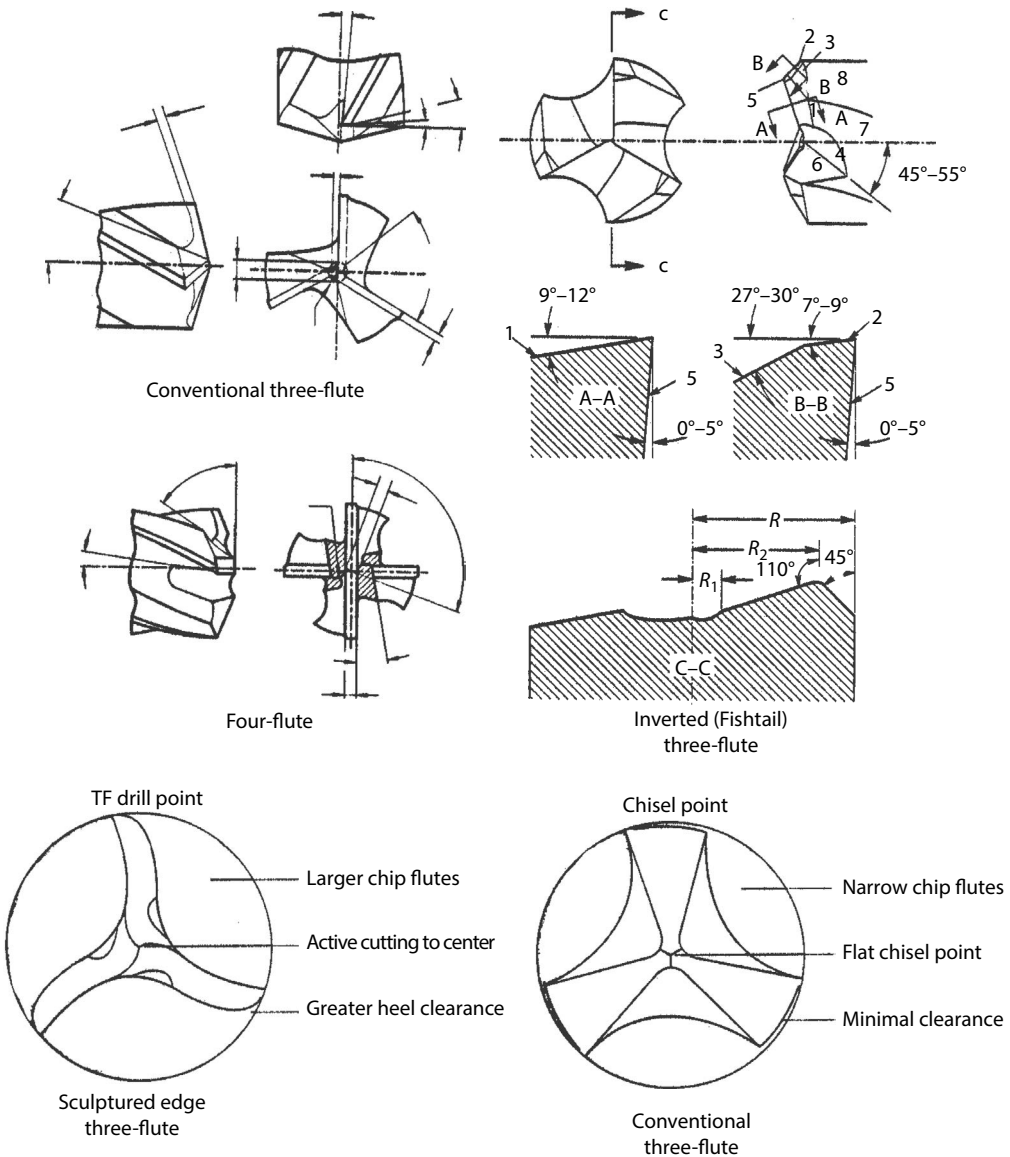 c
2
3
B
8
5
B
1
A
A
7
4
6
45°–55°
c
Conventional three-flute
9°–12°
1
A–A
5
0°–5°
27°–30°
7°–9°
2
3
B–B
5
0°–5°
Four-flute
R
R2
110°
45°
R1
C–C
Inverted (Fishtail)
three-flute
TF drill point
Larger chip flutes
Active cutting to center
Greater heel clearance
Sculptured edge
three-flute
Chisel point
Narrow chip flutes
Flat chisel point
Minimal clearance
Conventional
three-flute